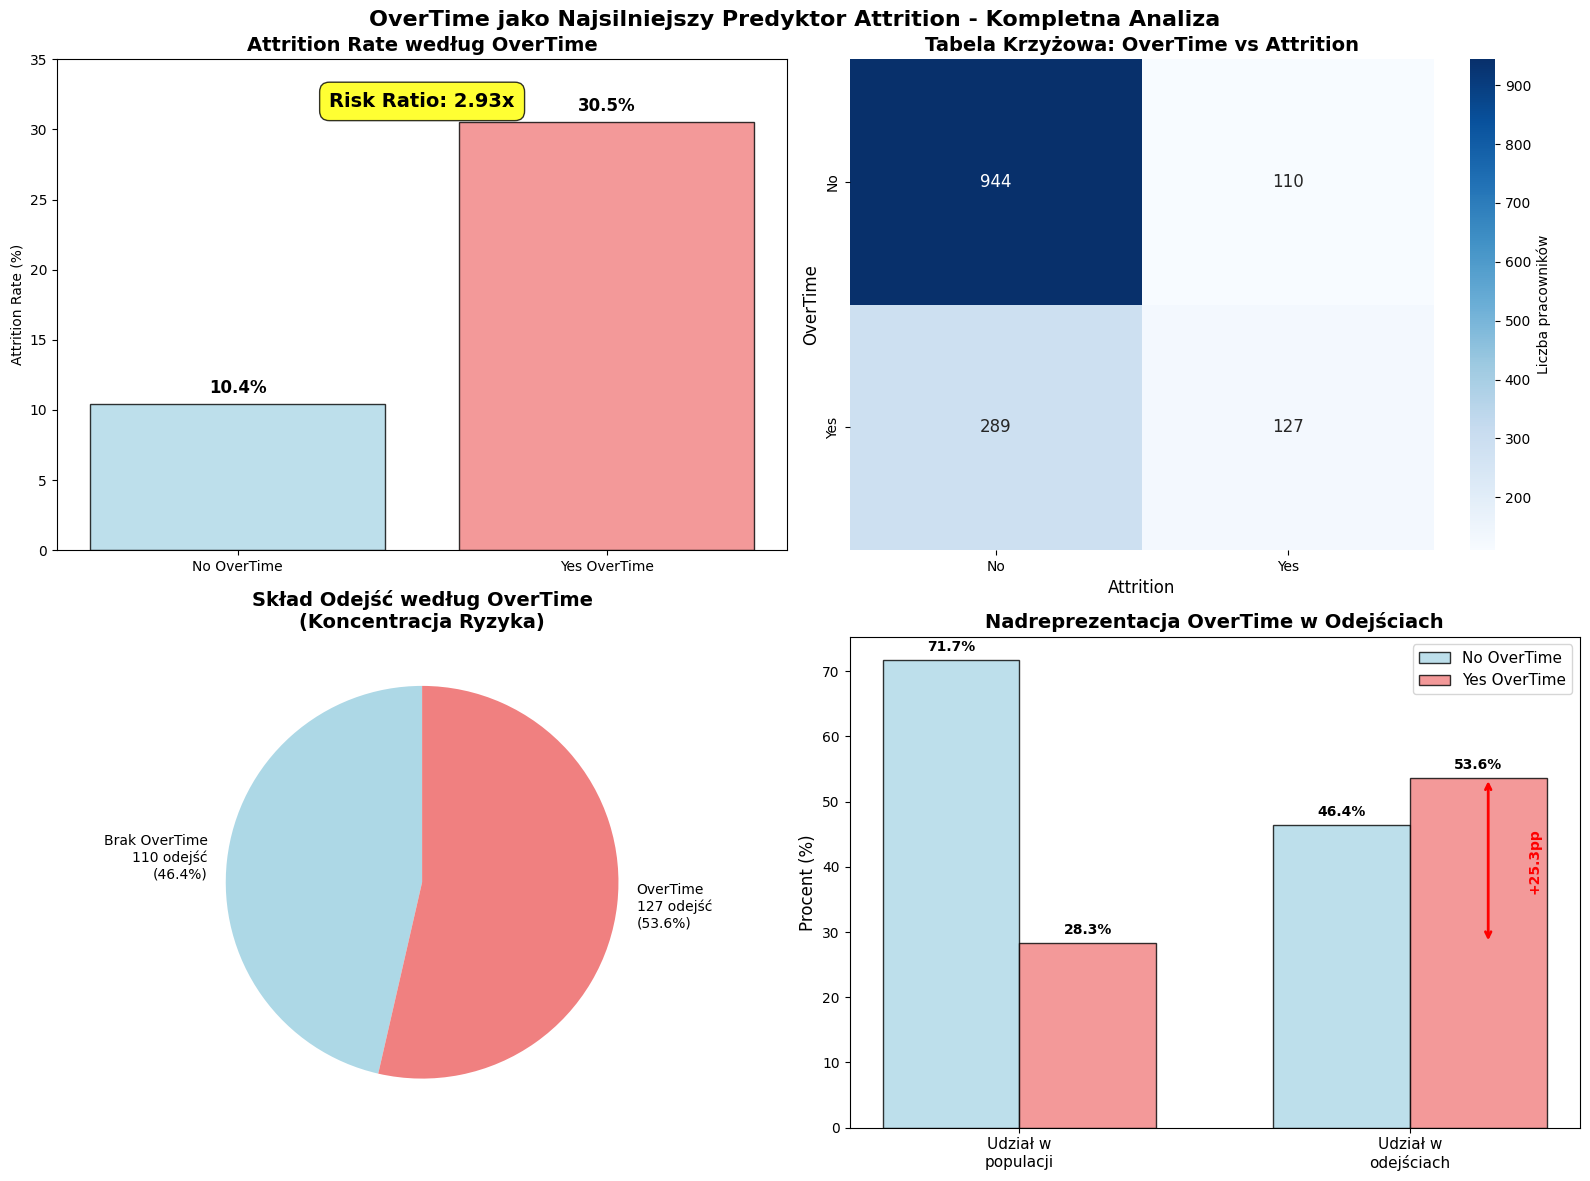 OverTime jako Najsilniejszy Predyktor Attrition - Kompletna Analiza
Attrition Rate według OverTime
Attrition Rate (%)
35
30
25
20
15
10
5
0
Risk Ratio: 2.93x
10.4%
30.5%
No OverTime
Yes OverTime
Tabela Krzyżowa: OverTime vs Attrition
OverTime
No
Yes
944
110
289
127
No
Yes
Attrition
900
800
700
600
500
400
300
200
Liczba pracowników
Skład Odejść według OverTime
(Koncentracja Ryzyka)
Brak OverTime
110 odejść
(46.4%)
OverTime
127 odejść
(53.6%)
Nadreprezentacja OverTime w Odejściach
Procent (%)
70
60
50
40
30
20
10
0
71.7%
28.3%
46.4%
53.6%
+25.3pp
No OverTime
Yes OverTime
Udział w
populacji
Udział w
odejściach